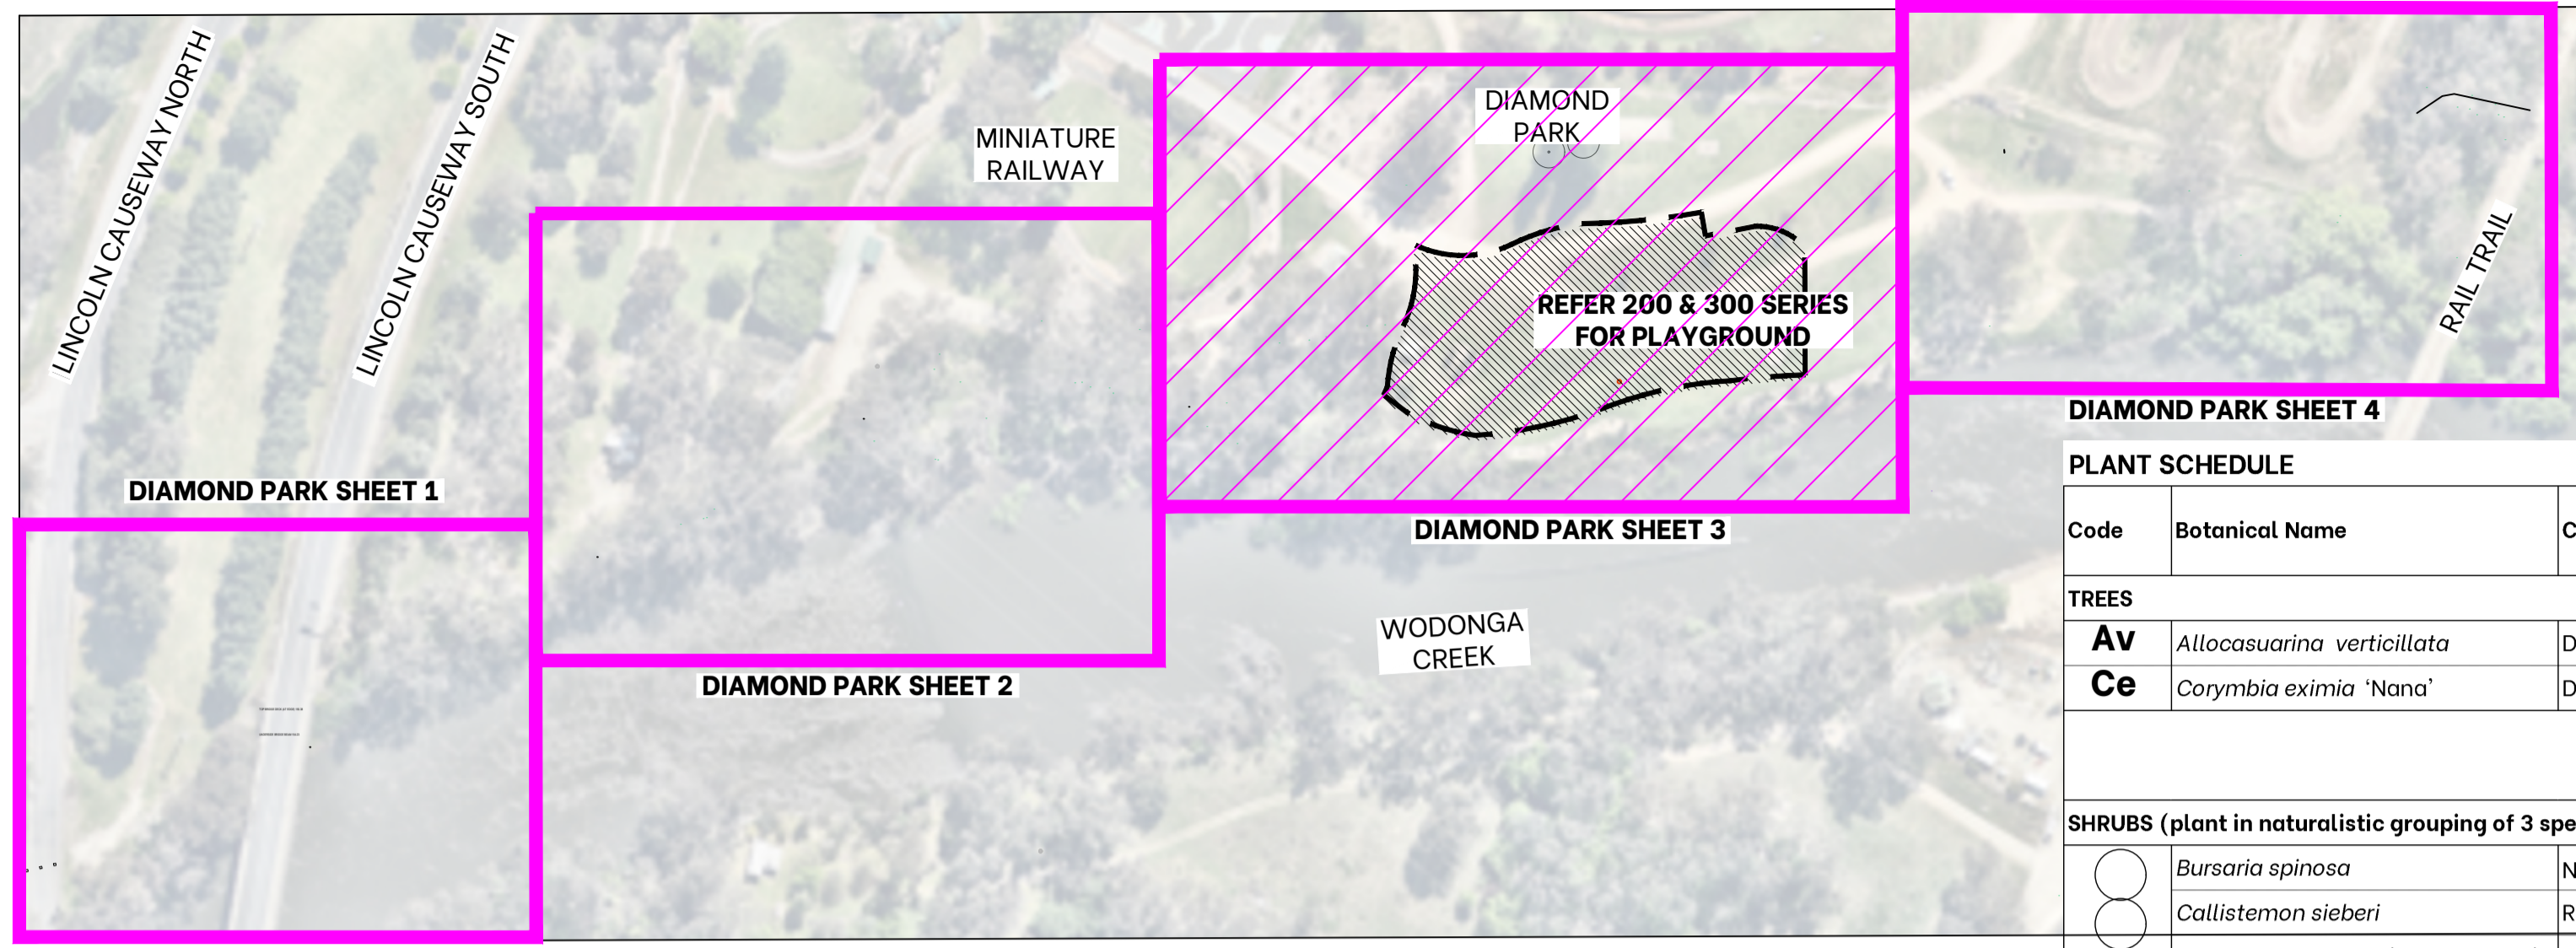 LINCOLN CAUSEWAY NORTH
LINCOLN CAUSEWAY SOUTH
MINIATURE
RAILWAY
DIAMOND
PARK
REFER 200 & 300 SERIES
FOR PLAYGROUND
RAIL TRAIL
DIAMOND PARK SHEET 4
DIAMOND PARK SHEET 1
DIAMOND PARK SHEET 3
WODONGA
CREEK
DIAMOND PARK SHEET 2
PLANT SCHEDULE
Code Botanical Name C
TREES
Av Allocasuarina verticillata D
Ce Corymbia eximia ‘Nana’ D
SHRUBS (plant in naturalistic grouping of 3 spe
Bursaria spinosa N
Callistemon sieberi R